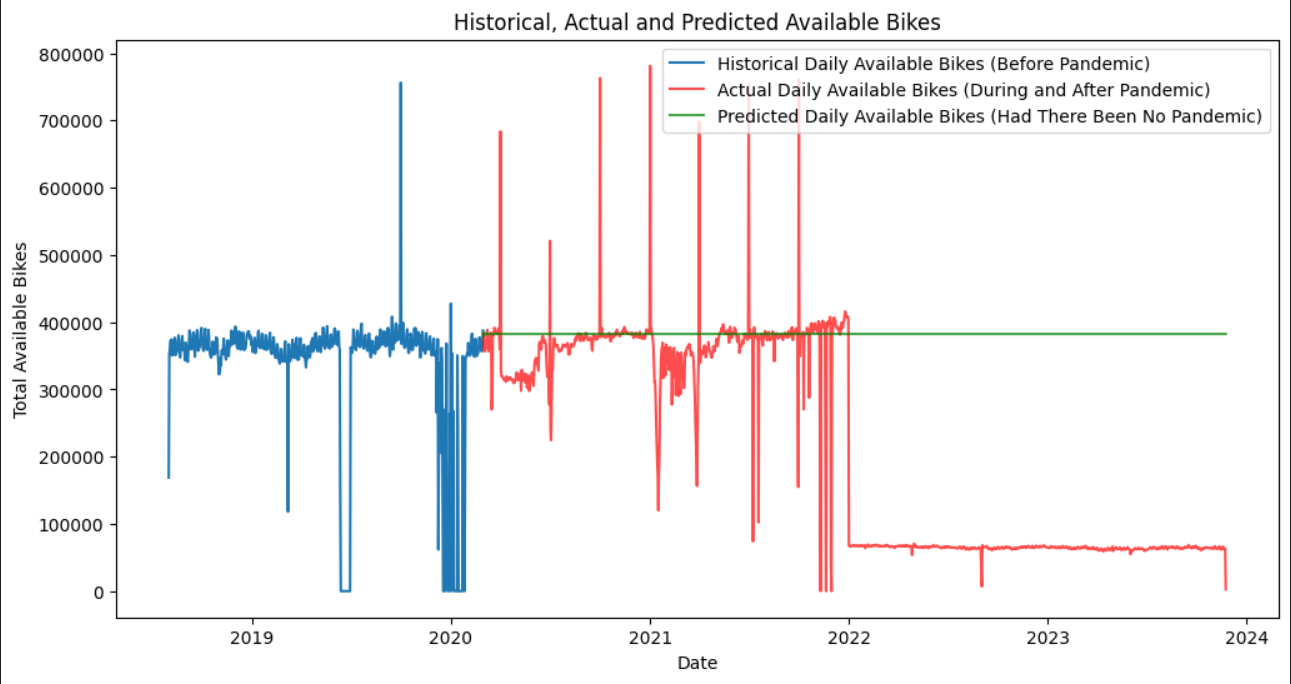 Historical, Actual and Predicted Available Bikes
Historical Daily Available Bikes (Before Pandemic)
Actual Daily Available Bikes (During and After Pandemic)
Predicted Daily Available Bikes (Had There Been No Pandemic)
Total Available Bikes
800000
700000
600000
500000
400000
300000
200000
100000
0
2019 2020 2021 2022 2023 2024
Date